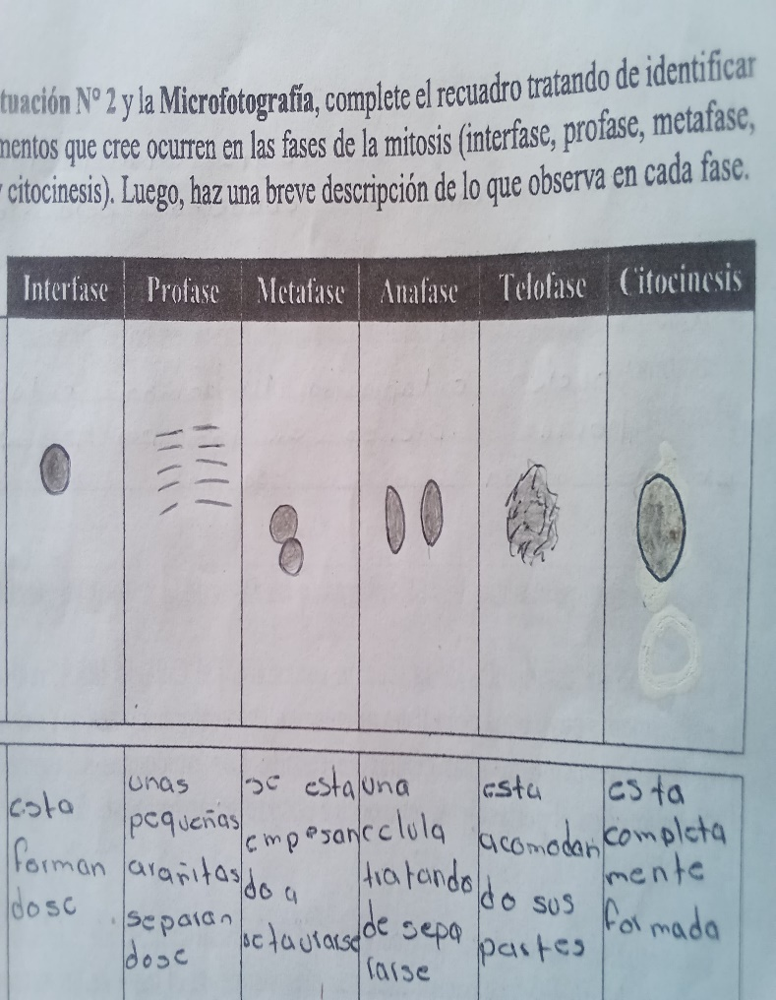 tuación N° 2 y la Microfotografía, complete el recuadro tratando de identificar
mentos que cree ocurren en las fases de la mitosis (interfase, profase, metafase,
citocinesis). Luego, haz una breve descripción de lo que observa en cada fase.
Interfase Profase Metafase Anafase Telofase Citocinesis
esta
forman
dose
unas
pequeñas
arañitas
separan
dose
se esta
empesan
do a
una
celula
tratando
de sepa
rarse
esta
acomodan
do sus
partes
esta
completa
mente
formada